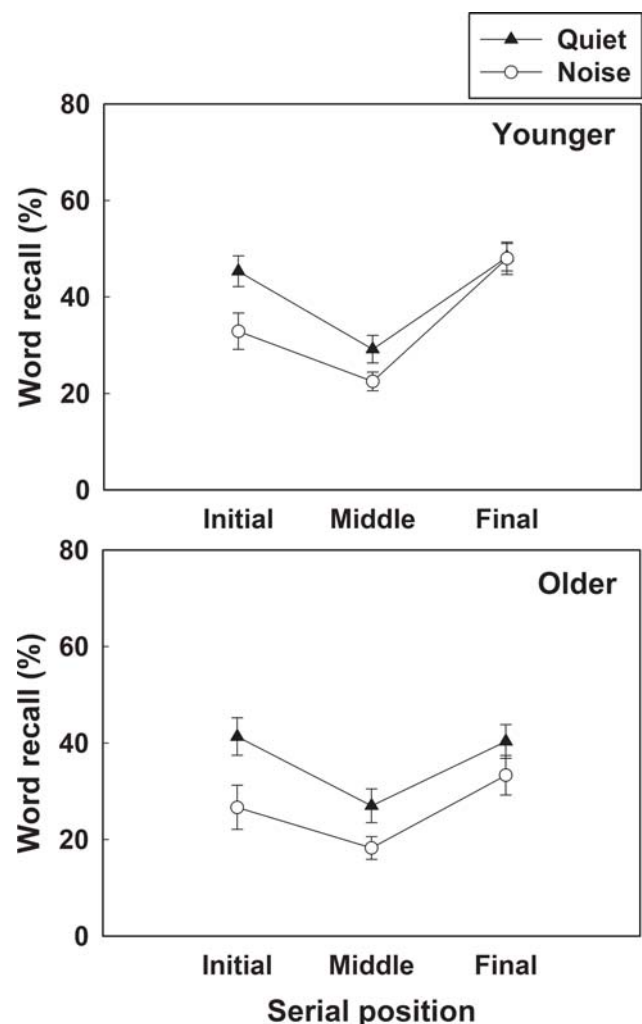 Quiet
Noise
Younger
80
60
40
20
0
Word recall (%)
Initial Middle Final
Older
80
60
40
20
0
Word recall (%)
Initial Middle Final
Serial position